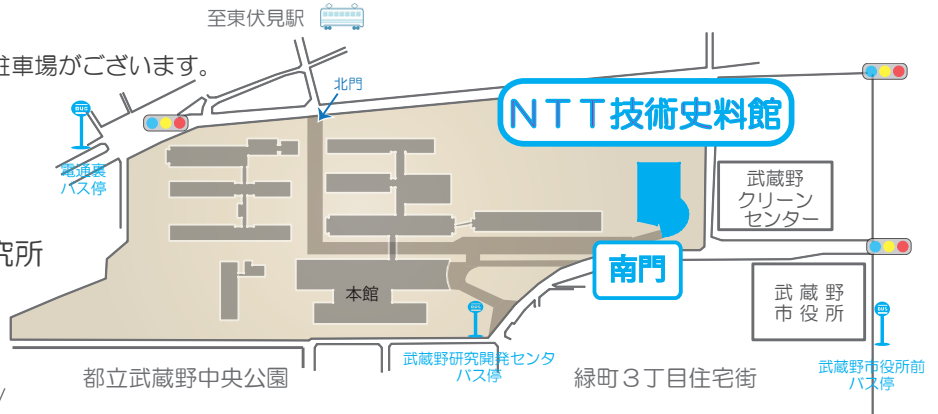 至東伏見駅
駐車場がございます。
北門
BUS
電通裏
バス停
NTT技術史料館
武蔵野
クリーン
センター
究所
南門
本館
武蔵野
市役所
BUS
武蔵野研究開発センタ
バス停
BUS
武蔵野市役所前
バス停
都立武蔵野中央公園
緑町3丁目住宅街
/